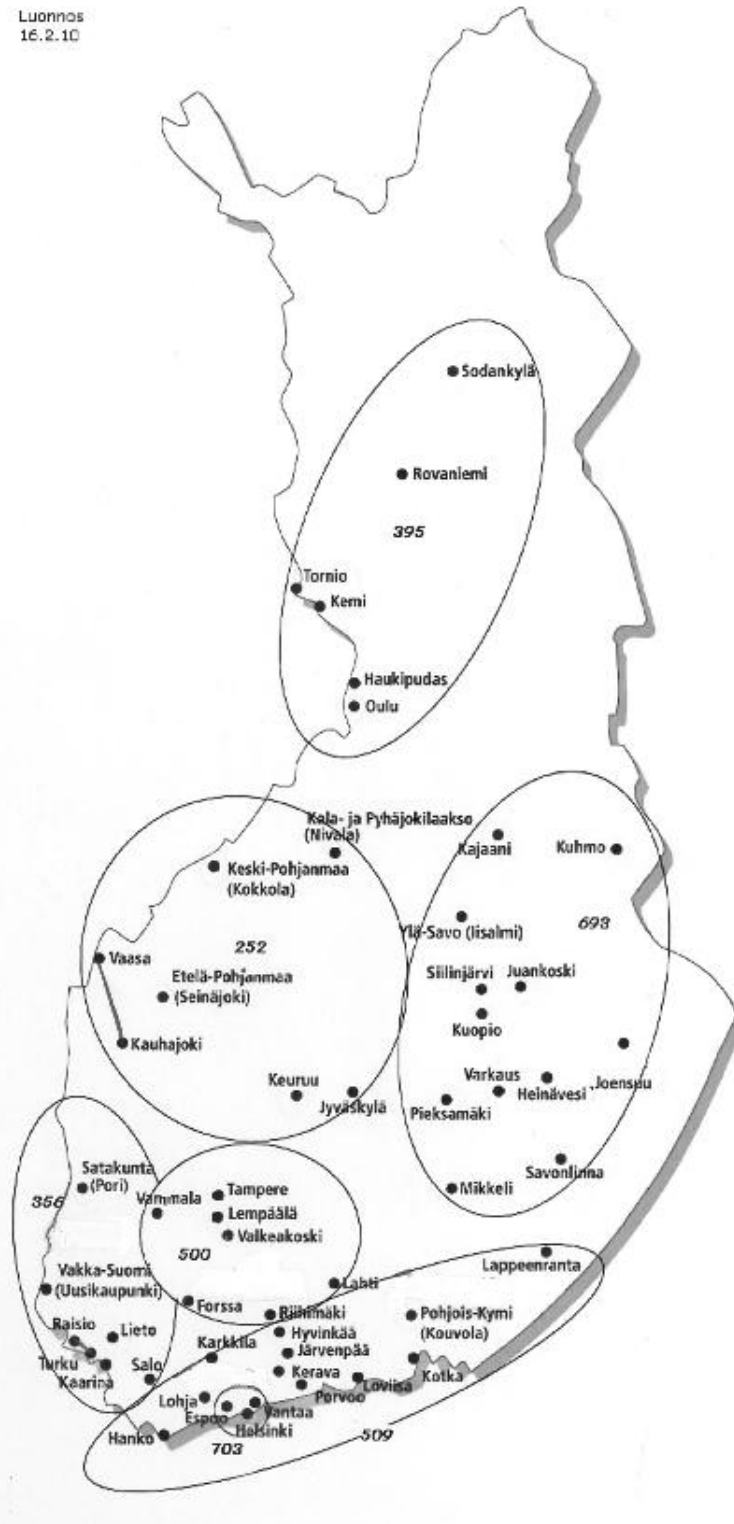 Luonnos
16.2.10
Sodankylä
Rovaniemi
395
Tornio
Kemi
Haukipudas
Oulu
Kala- ja Pyhäjokilaakso
(Nivala)
Kajaani
Kuhmo
Keski-Pohjanmaa
(Kokkola)
693
Ylä-Savo (Iisalmi)
252
Vaasa
Etelä-Pohjanmaa
(Seinäjoki)
Siilinjärvi
Juankoski
Kuopio
Kauhajoki
Keuruu
Jyväskylä
Varkaus
Heinävesi
Joensuu
Pieksamäki
Savonlinna
Mikkeli
Satakunta
(Pori)
356
Vammala
Tampere
Lempäälä
Valkeakoski
500
Lappeenranta
Vakka-Suomi
(Uusikaupunki)
Lahti
Forssa
Riihimäki
Pohjois-Kymi
(Kouvola)
Raisio
Lieto
Hyvinkää
Karkkila
Järvenpää
Turku
Kaarina
Salo
Kerava
Porvoo
Loviisa
Kotka
Lohja
Espoo
Vantaa
Helsinki
Hanko
703
509